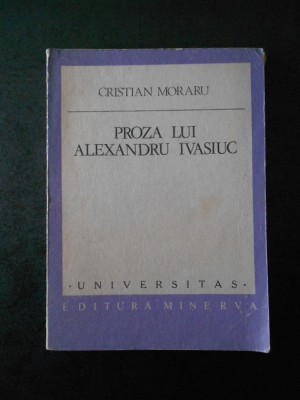 CRISTIAN MORARU
PROZA LUI
ALEXANDRU IVASIUC
· UNIVERSITAS ·
EDITURA MINERVA